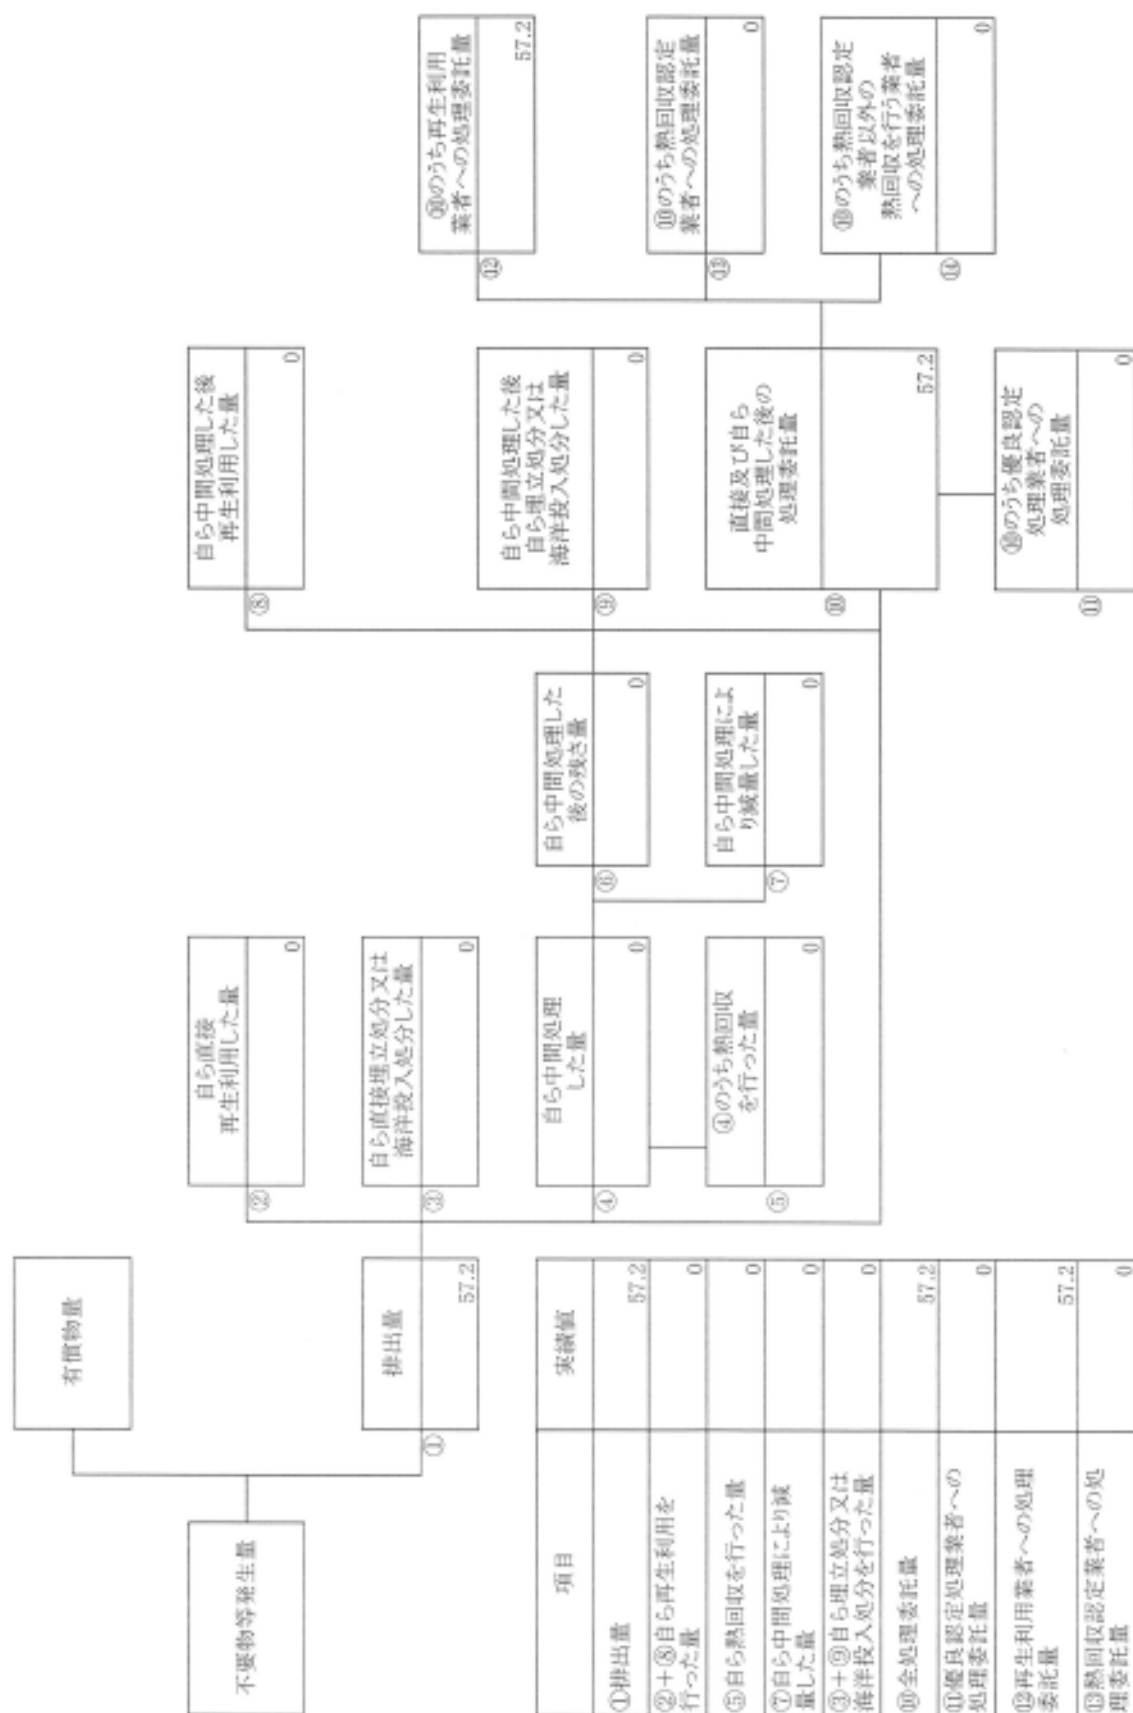 不要物等発生量
有償物量
排出量
①
57.2
自ら直接
再生利用した量
②
0
自ら直接埋立処分又は
海洋投入処分した量
③
0
自ら中間処理
した量
④
0
④のうち熱回収
を行った量
⑤
0
自ら中間処理した
後の残さ量
⑥
0
自ら中間処理によ
り減量した量
⑦
0
自ら中間処理した後
再生利用した量
⑧
0
自ら中間処理した後
自ら埋立処分又は
海洋投入処分した量
⑨
0
直接及び自ら
中間処理した後の
処理委託量
⑩
57.2
⑩のうち優良認定
処理業者への
処理委託量
⑪
0
⑩のうち再生利用
業者への処理委託量
⑫
57.2
⑩のうち熱回収認定
業者への処理委託量
⑬
0
⑩のうち熱回収認定
業者以外の
熱回収を行う業者
への処理委託量
⑭
0
項目 実績値
①排出量 57.2
②+⑧自ら再生利用を
行った量 0
⑤自ら熱回収を行った量 0
⑦自ら中間処理により減
量した量 0
③+⑨自ら埋立処分又は
海洋投入処分を行った量 0
⑩全処理委託量 57.2
⑪優良認定処理業者への
処理委託量 0
⑫再生利用業者への処理
委託量 57.2
⑬熱回収認定業者への処
理委託量 0